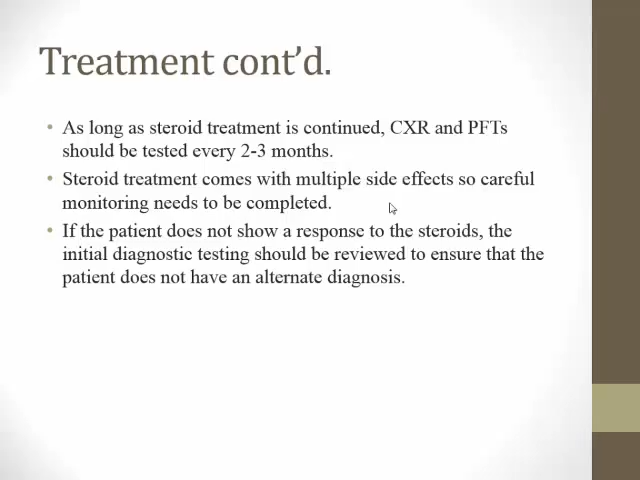 Treatment cont’d.
• As long as steroid treatment is continued, CXR and PFTs
should be tested every 2-3 months.
• Steroid treatment comes with multiple side effects so careful
monitoring needs to be completed.
• If the patient does not show a response to the steroids, the
initial diagnostic testing should be reviewed to ensure that the
patient does not have an alternate diagnosis.